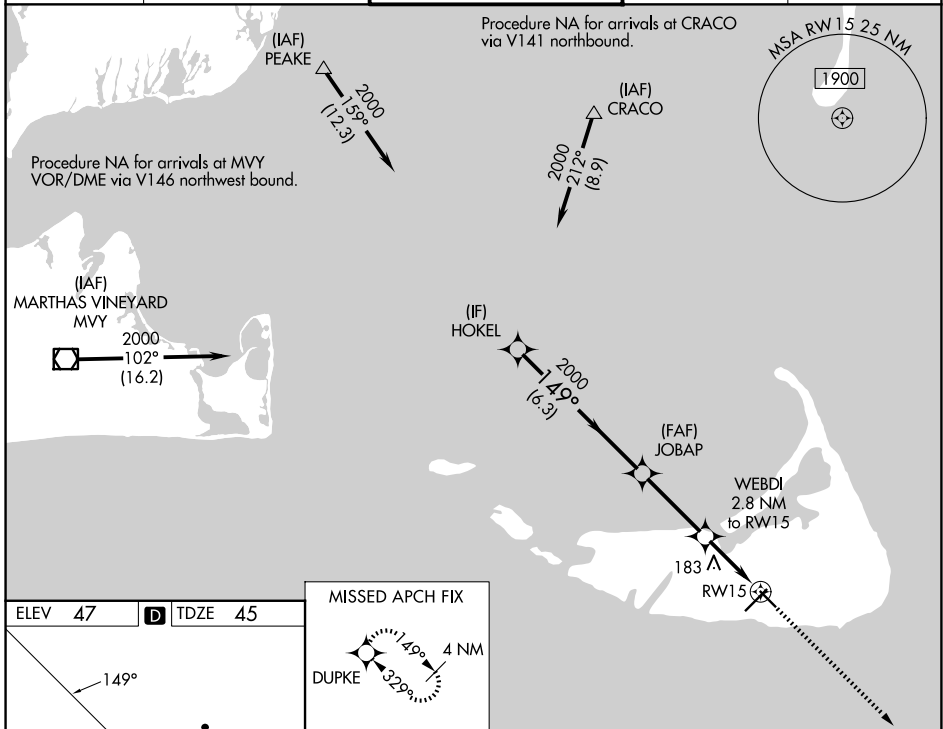 Procedure NA for arrivals at CRACO
via V141 northbound.
MSA RW15 25 NM
1900
(IAF)
PEAKE
2000
159°
(12.3)
(IAF)
CRACO
2000
212°
(8.9)
Procedure NA for arrivals at MVY
VOR/DME via V146 northwest bound.
(IAF)
MARTHAS VINEYARD
MVY
2000
102°
(16.2)
(IF)
HOKEL
2000
149°
(6.3)
(FAF)
JOBAP
WEBDI
2.8 NM
to RW15
183
RW15
ELEV 47 D TDZE 45
149°
MISSED APCH FIX
DUPKE
149°
329°
4 NM